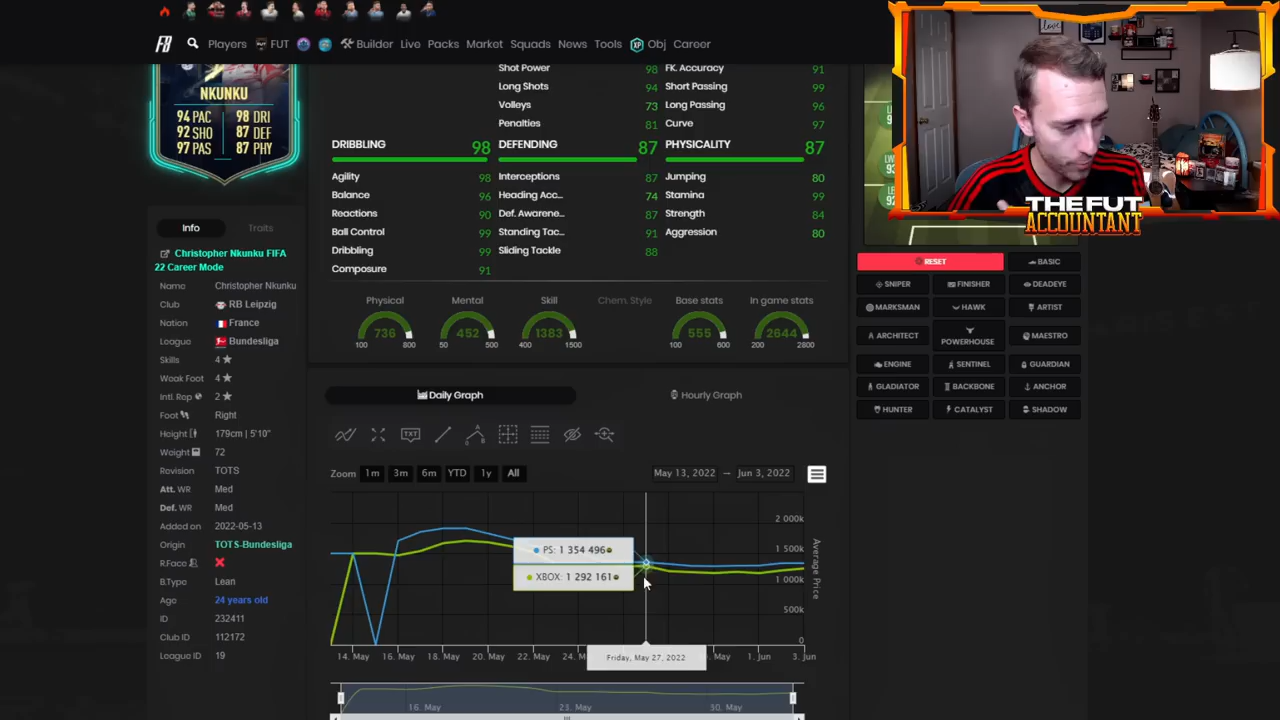 FB Players FUT Builder Live Packs Market Squads News Tools XP Obj Career
NKUNKU
94 PAC 98 DRI
92 SHO 87 DEF
97 PAS 87 PHY
Shot Power 98
Long Shots 94
Volleys 73
Penalties 81
FK. Accuracy 91
Short Passing 99
Long Passing 96
Curve 97
DRIBBLING 98
Agility 98
Balance 96
Reactions 90
Ball Control 99
Dribbling 99
Composure 91
DEFENDING 87
Interceptions 87
Heading Acc... 74
Def. Awarene... 87
Standing Tac... 91
Sliding Tackle 88
PHYSICALITY 87
Jumping 80
Stamina 99
Strength 84
Aggression 80
Info Traits
Christopher Nkunku FIFA
22 Career Mode
Name Christopher Nkunku
Club RB Leipzig
Nation France
League Bundesliga
Skills 4
Weak Foot 4
Intl. Rep 2
Foot Right
Height 179cm | 5'10"
Weight 72
Revision TOTS
Att. WR Med
Def. WR Med
Added on 2022-05-13
Origin TOTS-Bundesliga
R.Face
B.Type Lean
Age 24 years old
ID 232411
Club ID 112172
League ID 19
Physical Mental Skill Chem. Style Base stats In game stats
736 452 1383 555 2644
100 800 50 500 400 1500 100 600 200 2800
Daily Graph Hourly Graph
TXT
Zoom 1m 3m 6m YTD 1y All May 13, 2022 → Jun 3, 2022
2 000k
1 500k
1 000k
500k
0
Average Price
PS: 1 354 496
XBOX: 1 292 161
14. May 16. May 18. May 20. May 22. May 24. M May 1. Jun 3. Jun
Friday, May 27, 2022
16. May 23. May 30. May
THE FUT
ACCOUNTANT
RESET BASIC
SNIPER FINISHER DEADEYE
MARKSMAN HAWK ARTIST
ARCHITECT POWERHOUSE MAESTRO
ENGINE SENTINEL GUARDIAN
GLADIATOR BACKBONE ANCHOR
HUNTER CATALYST SHADOW